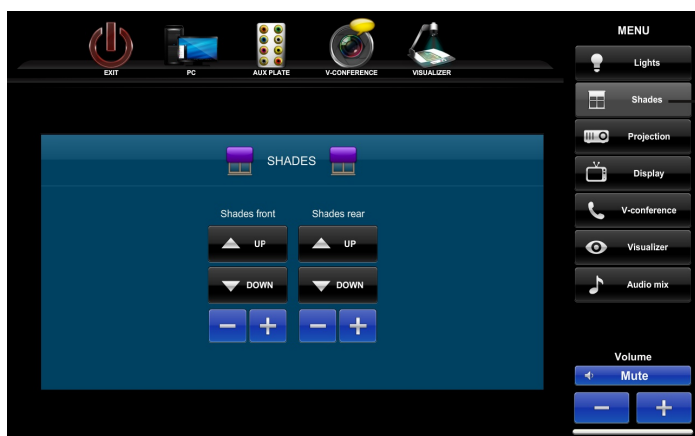 EXIT
PC
AUX PLATE
V-CONFERENCE
VISUALIZER
SHADES
Shades front
Shades rear
UP
UP
DOWN
DOWN
MENU
Lights
Shades
Projection
Display
V-conference
Visualizer
Audio mix
Volume
Mute